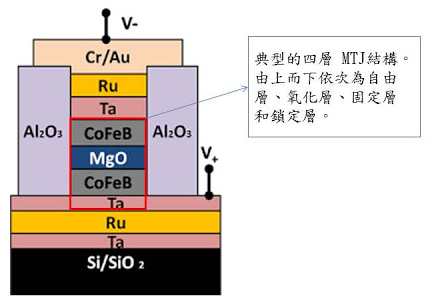 V-
Cr/Au
Ru
Ta
Al₂O₃
CoFeB
MgO
CoFeB
Al₂O₃
V₊
Ta
Ru
Ta
Si/SiO ₂
典型的四層 MTJ結構。
由上而下依次為自由
層、氧化層、固定層
和鎖定層。